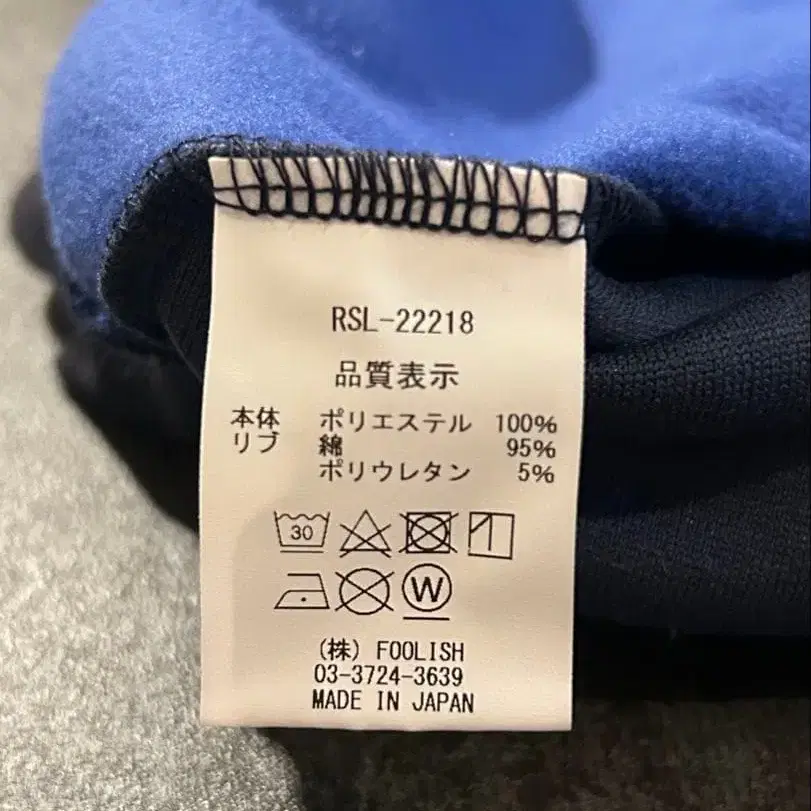 RSL-22218
品質表示
本体 ポリエステル 100%
リブ 綿 95%
ポリウレタン 5%
30
W
(株) FOOLISH
03-3724-3639
MADE IN JAPAN